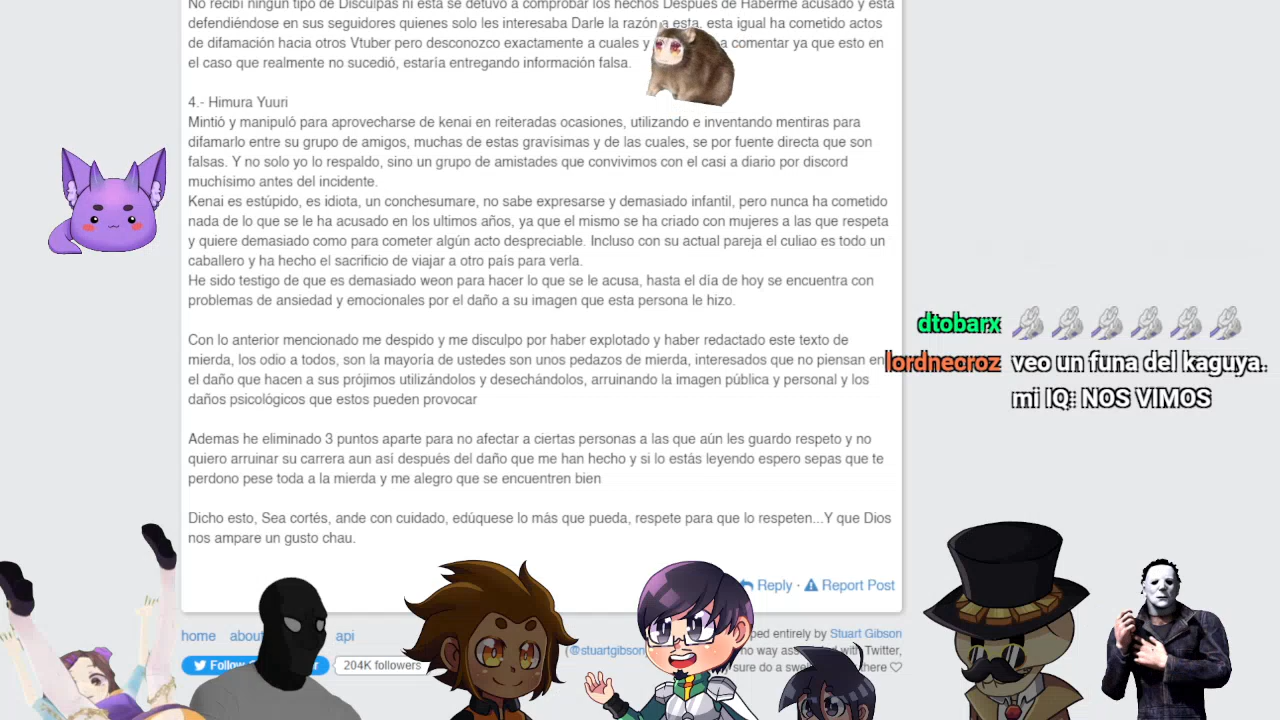 No recibí ningún tipo de Disculpas ni esta se detuvo a comprobar los hechos Después de Haberme acusado y esta
defendiéndose en sus seguidores quienes solo les interesaba Darle la razón a esta, esta igual ha cometido actos
de difamación hacia otros Vtuber pero desconozco exactamente a cuales y a comentar ya que esto en
el caso que realmente no sucedió, estaría entregando información falsa.
4.- Himura Yuuri
Mintió y manipuló para aprovecharse de kenai en reiteradas ocasiones, utilizando e inventando mentiras para
difamarlo entre su grupo de amigos, muchas de estas gravísimas y de las cuales, se por fuente directa que son
falsas. Y no solo yo lo respaldo, sino un grupo de amistades que convivimos con el casi a diario por discord
muchísimo antes del incidente.
Kenai es estúpido, es idiota, un conchesumare, no sabe expresarse y demasiado infantil, pero nunca ha cometido
nada de lo que se le ha acusado en los ultimos años, ya que el mismo se ha criado con mujeres a las que respeta
y quiere demasiado como para cometer algún acto despreciable. Incluso con su actual pareja el culiao es todo un
caballero y ha hecho el sacrificio de viajar a otro país para verla.
He sido testigo de que es demasiado weon para hacer lo que se le acusa, hasta el día de hoy se encuentra con
problemas de ansiedad y emocionales por el daño a su imagen que esta persona le hizo.
Con lo anterior mencionado me despido y me disculpo por haber explotado y haber redactado este texto de
mierda, los odio a todos, son la mayoría de ustedes son unos pedazos de mierda, interesados que no piensan en
el daño que hacen a sus prójimos utilizándolos y desechándolos, arruinando la imagen pública y personal y los
daños psicológicos que estos pueden provocar
Ademas he eliminado 3 puntos aparte para no afectar a ciertas personas a las que aún les guardo respeto y no
quiero arruinar su carrera aun así después del daño que me han hecho y si lo estás leyendo espero sepas que te
perdono pese toda a la mierda y me alegro que se encuentren bien
Dicho esto, Sea cortés, ande con cuidado, edúquese lo más que pueda, respete para que lo respeten...Y que Dios
nos ampare un gusto chau.
Reply · Report Post
dtobarx
lordnegroz veo un funa del kaguya.
mi IQ: NOS VIMOS
home about api
entirely by Stuart Gibson
(@stuartgibson way with Twitter,
sure do a there
Follow 204K followers